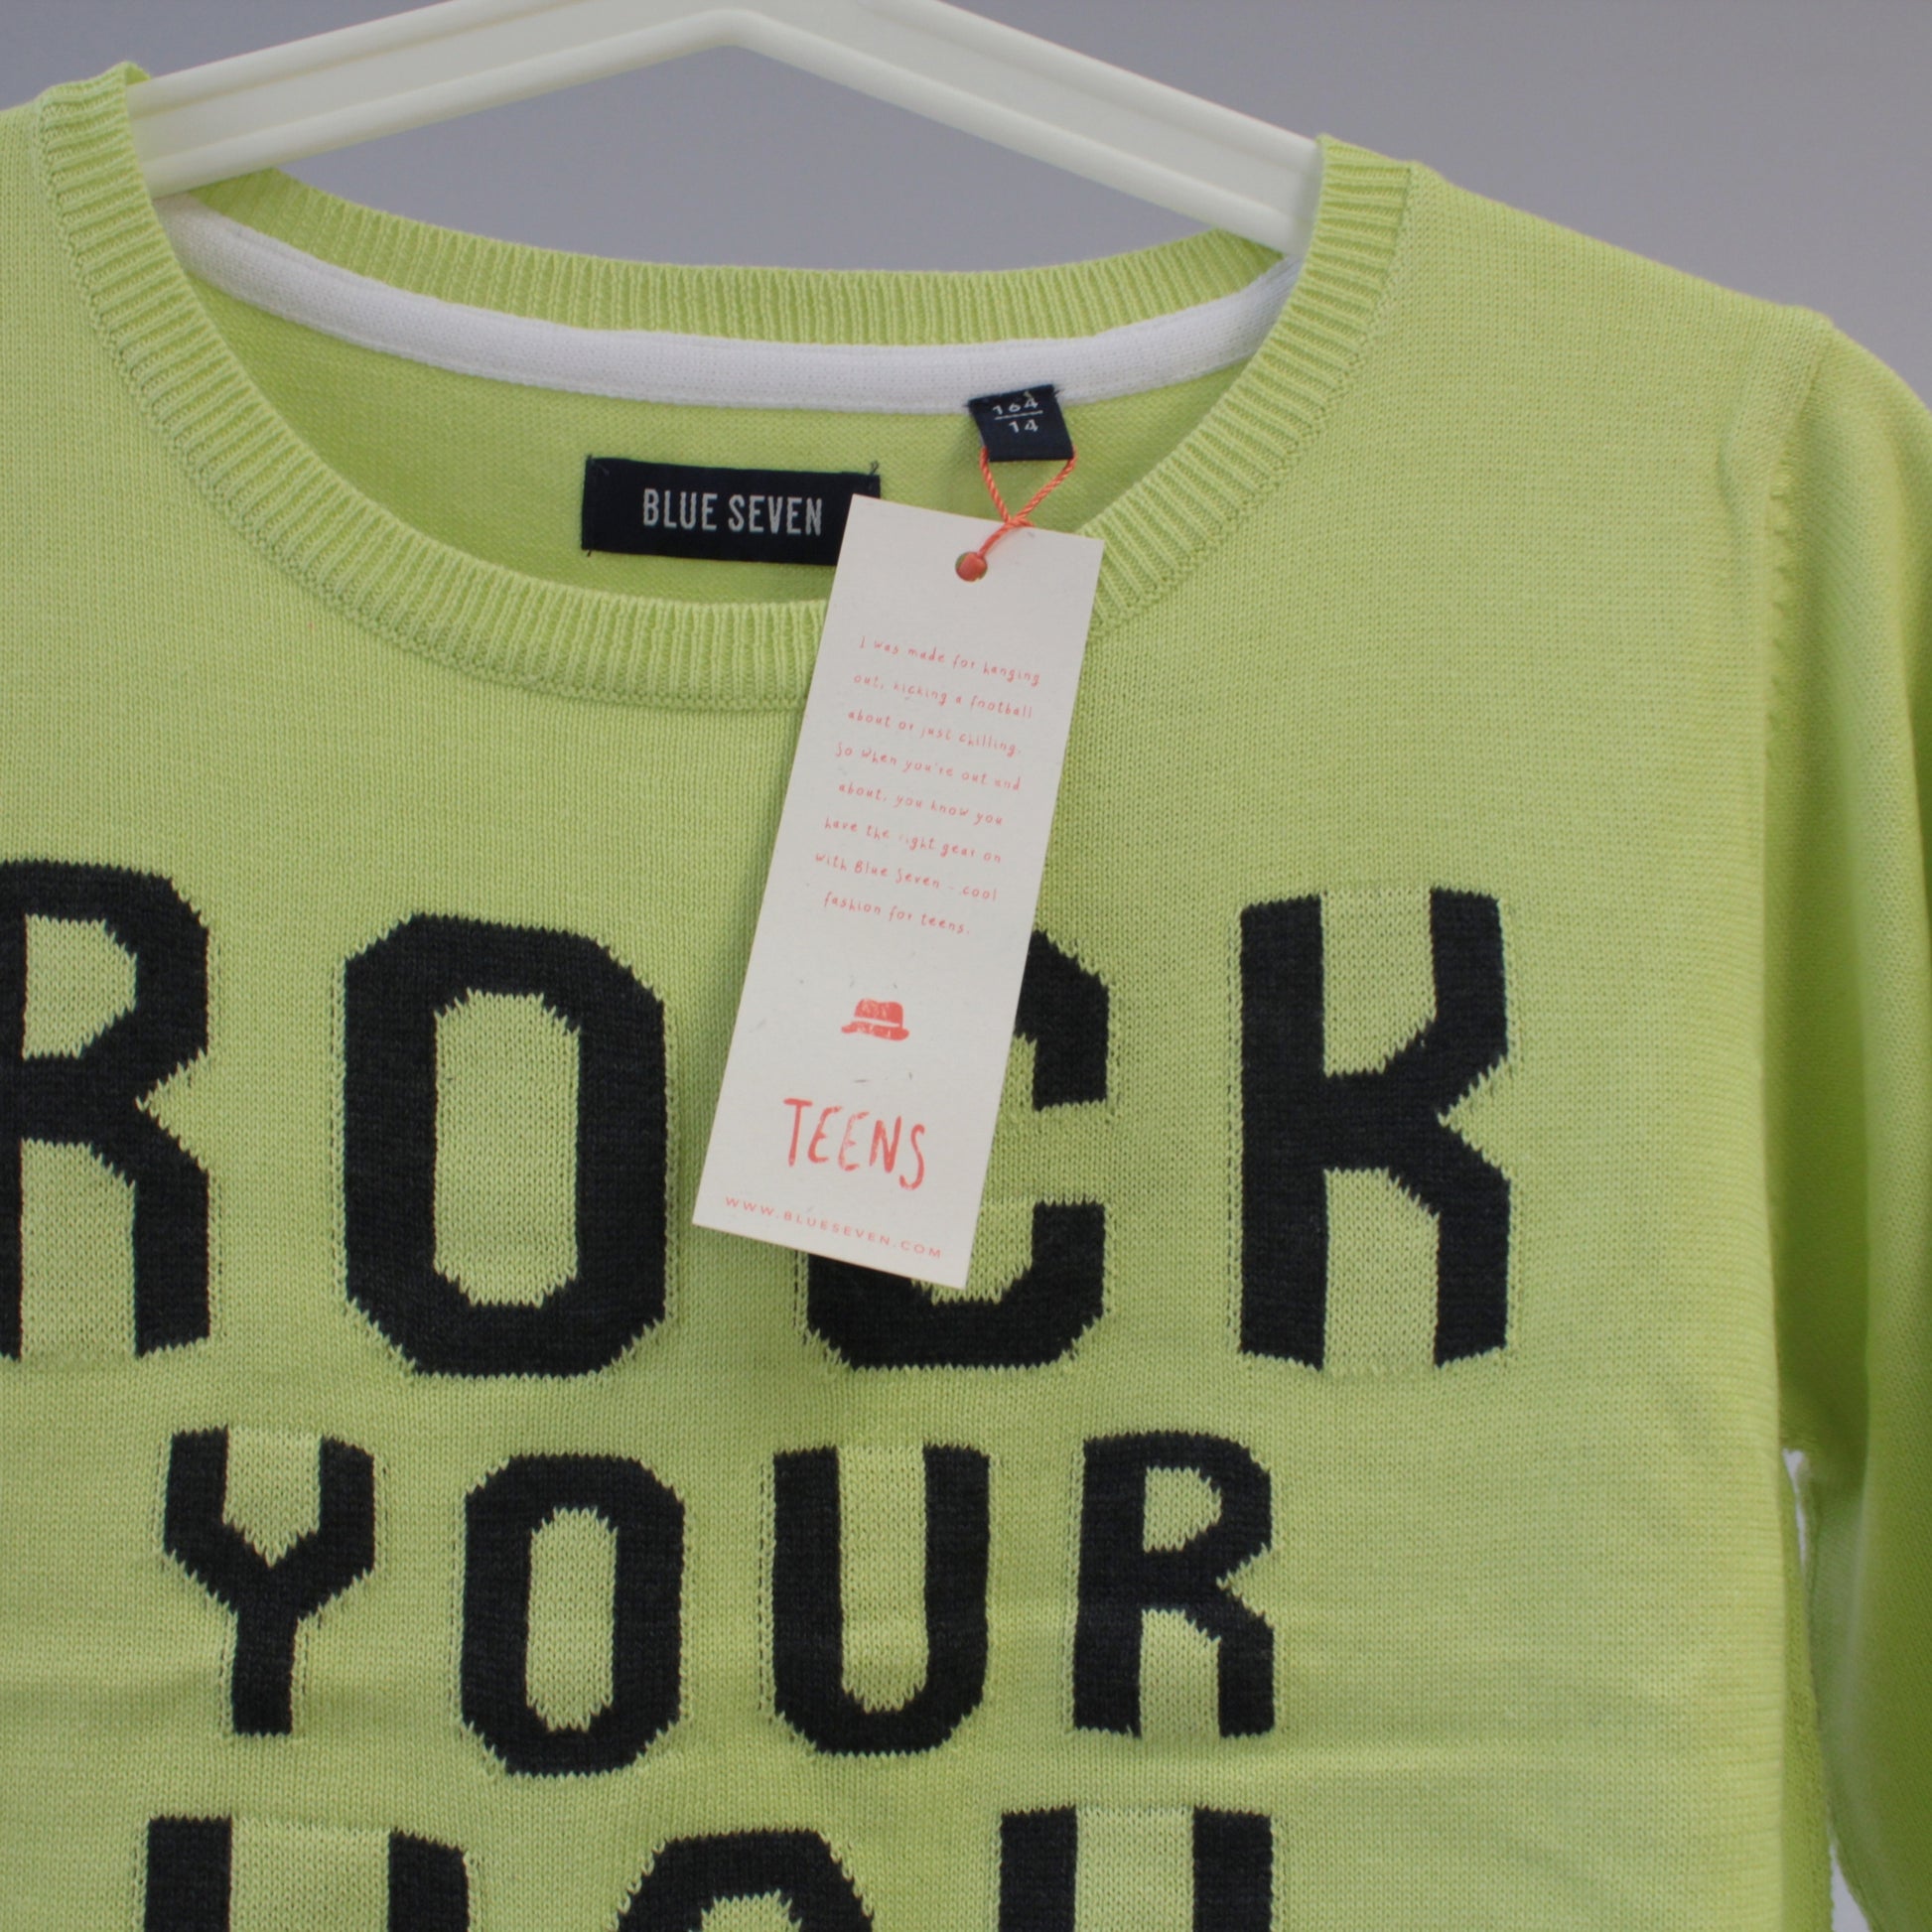 164
14
BLUE SEVEN
I was made for hanging
out, kicking a football
about or just chilling.
So when you're out and
about, you know you
have the right gear on
with Blue Seven - cool
fashion for teens.
TEENS
WWW.BLUESEVEN.COM
ROCK
YOUR